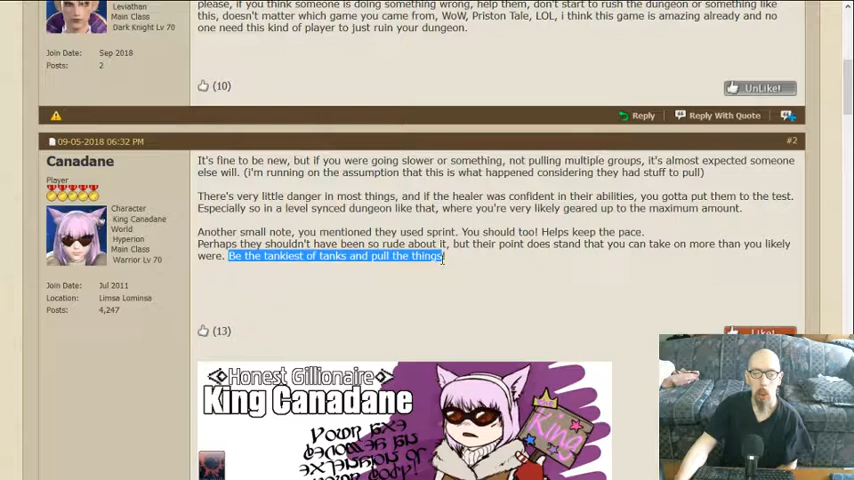 please, if you think someone is doing something wrong, help them, don't start to rush the dungeon or something like
this, doesn't matter which game you came from, WoW, Priston Tale, LOL, i think this game is amazing already and no
one need this kind of player to just ruin your dungeon.
Leviathan
Main Class
Dark Knight Lv 70
Join Date: Sep 2018
Posts: 2
(10)
UnLike!
Reply
Reply With Quote
09-05-2018 06:32 PM
#2
Canadane
Player
Character
King Canadane
World
Hyperion
Main Class
Warrior Lv 70
Join Date: Jul 2011
Location: Limsa Lominsa
Posts: 4,247
It's fine to be new, but if you were going slower or something, not pulling multiple groups, it's almost expected someone
else will. (i'm running on the assumption that this is what happened considering they had stuff to pull)
There's very little danger in most things, and if the healer was confident in their abilities, you gotta put them to the test.
Especially so in a level synced dungeon like that, where you're very likely geared up to the maximum amount.
Another small note, you mentioned they used sprint. You should too! Helps keep the pace.
Perhaps they shouldn't have been so rude about it, but their point does stand that you can take on more than you likely
were. Be the tankiest of tanks and pull the things!
(13)
Like!
Honest Gillionaire
King Canadane
King